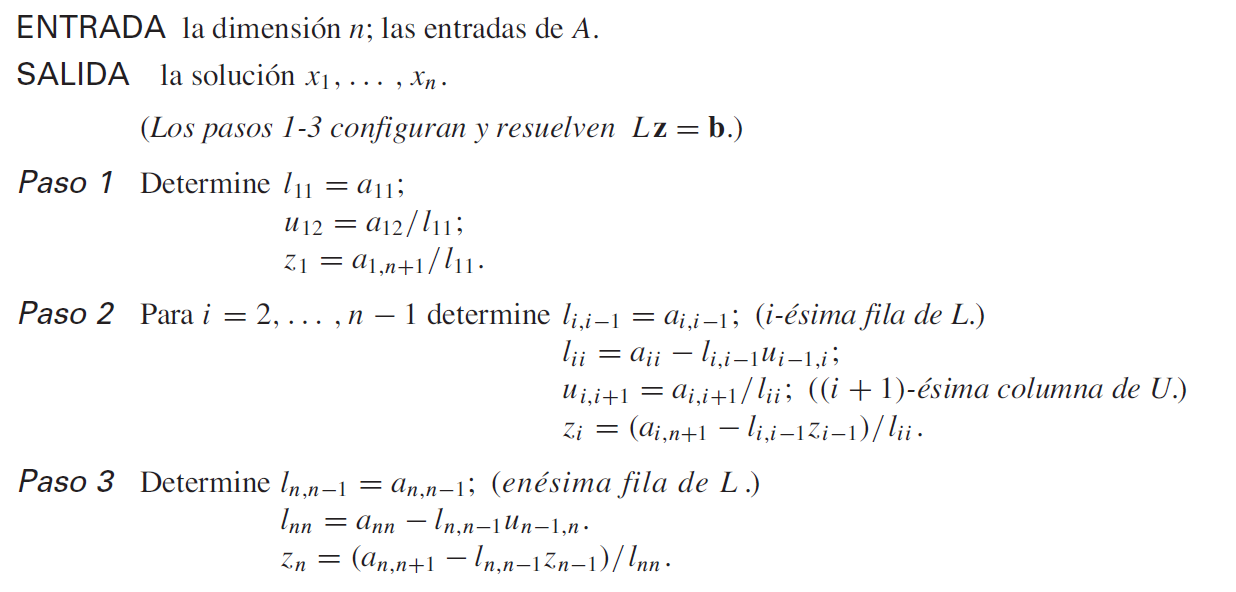 ENTRADA la dimensión n; las entradas de A.
SALIDA la solución x₁, . . . , xₙ.
(Los pasos 1-3 configuran y resuelven Lz = b.)
Paso 1 Determine l₁₁ = a₁₁;
u₁₂ = a₁₂/l₁₁;
z₁ = a₁,ₙ₊₁/l₁₁.
Paso 2 Para i = 2, . . . , n − 1 determine lᵢ,ᵢ₋₁ = aᵢ,ᵢ₋₁; (i-ésima fila de L.)
lᵢᵢ = aᵢᵢ − lᵢ,ᵢ₋₁uᵢ₋₁,ᵢ;
uᵢ,ᵢ₊₁ = aᵢ,ᵢ₊₁/lᵢᵢ; ((i + 1)-ésima columna de U.)
zᵢ = (aᵢ,ₙ₊₁ − lᵢ,ᵢ₋₁zᵢ₋₁)/lᵢᵢ.
Paso 3 Determine lₙ,ₙ₋₁ = aₙ,ₙ₋₁; (enésima fila de L .)
lₙₙ = aₙₙ − lₙ,ₙ₋₁uₙ₋₁,ₙ.
zₙ = (aₙ,ₙ₊₁ − lₙ,ₙ₋₁zₙ₋₁)/lₙₙ.